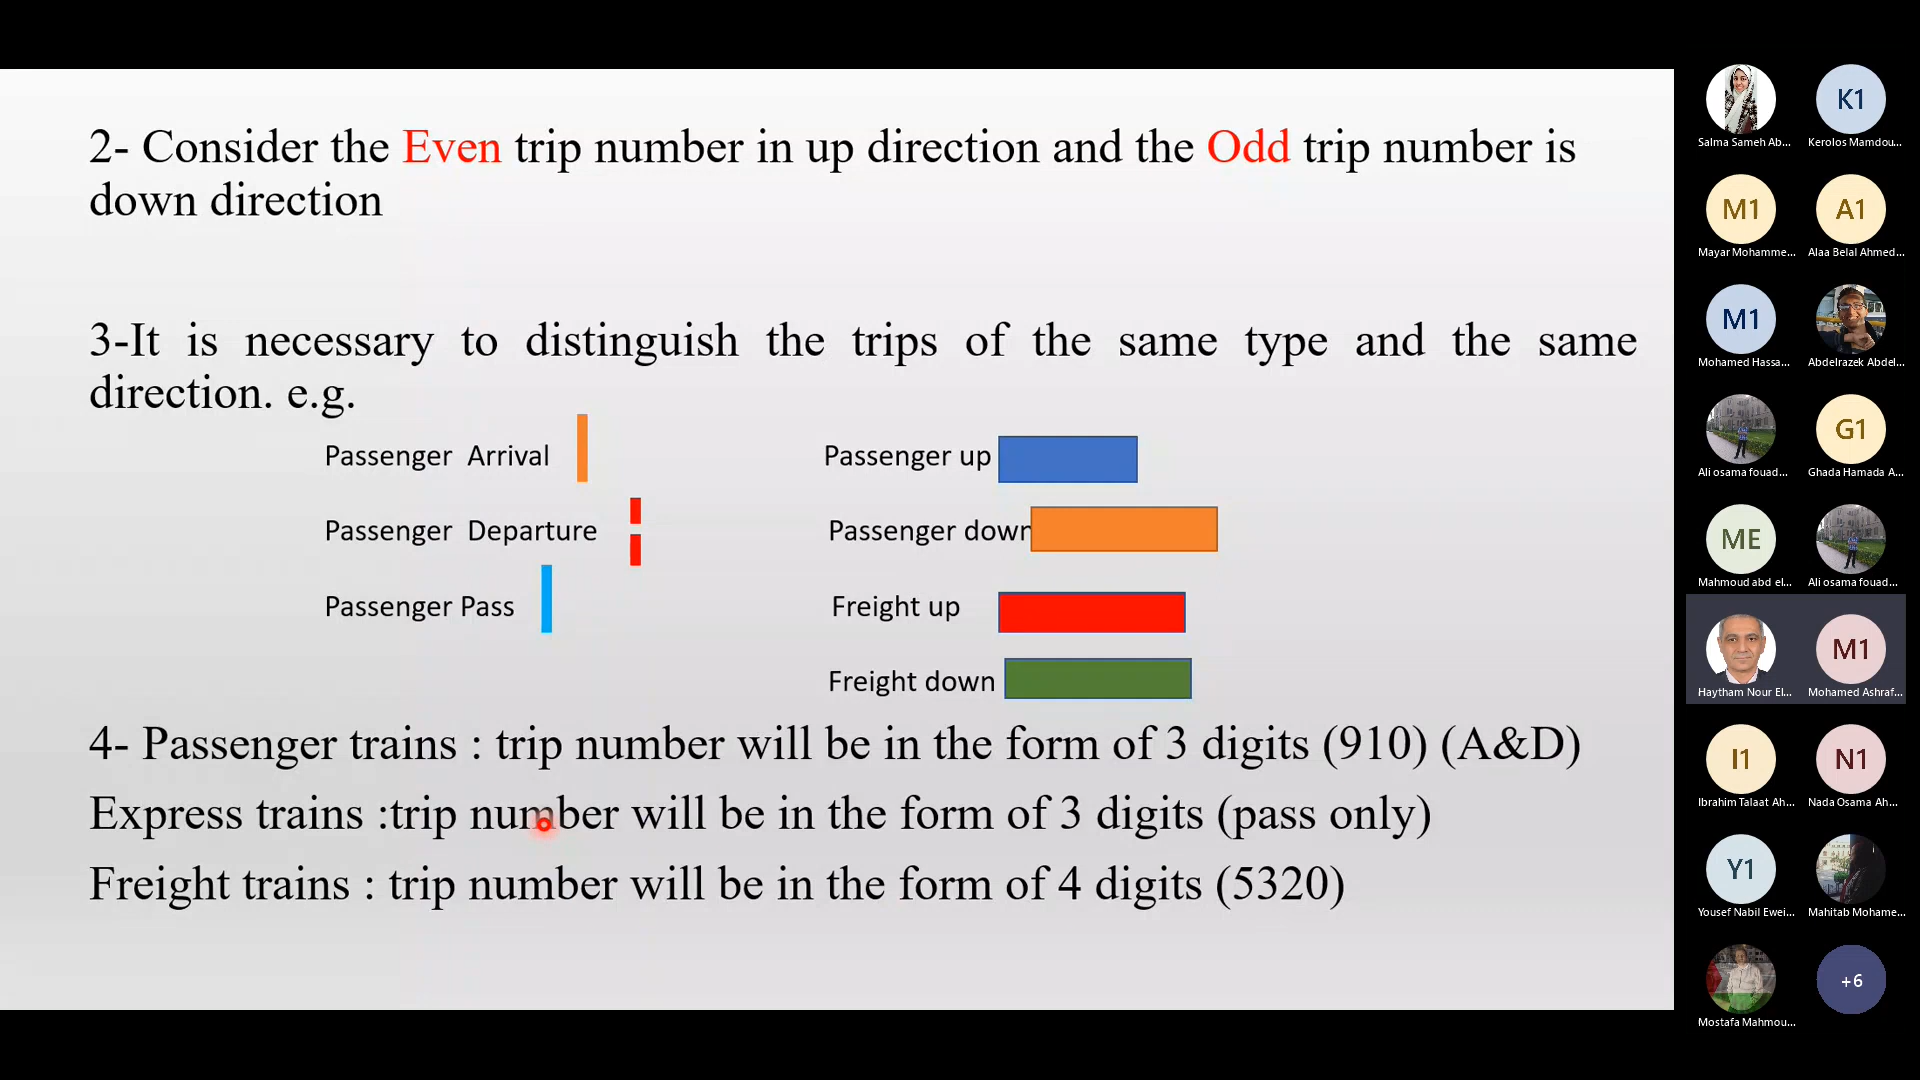 2- Consider the Even trip number in up direction and the Odd trip number is
down direction
3-It is necessary to distinguish the trips of the same type and the same
direction. e.g.
Passenger Arrival
Passenger Departure
Passenger Pass
Passenger up
Passenger down
Freight up
Freight down
4- Passenger trains : trip number will be in the form of 3 digits (910) (A&D)
Express trains :trip number will be in the form of 3 digits (pass only)
Freight trains : trip number will be in the form of 4 digits (5320)
K1
Salma Sameh Ab...
Kerolos Mamdou...
M1
A1
Mayar Mohamme...
Alaa Belal Ahmed...
M1
Mohamed Hassa...
Abdelrazek Abdel...
G1
Ali osama fouad...
Ghada Hamada A...
ME
Mahmoud abd el...
Ali osama fouad...
M1
Haytham Nour El...
Mohamed Ashraf...
I1
N1
Ibrahim Talaat Ah...
Nada Osama Ah...
Y1
Yousef Nabil Ewei...
Mahitab Mohame...
+6
Mostafa Mahmou...